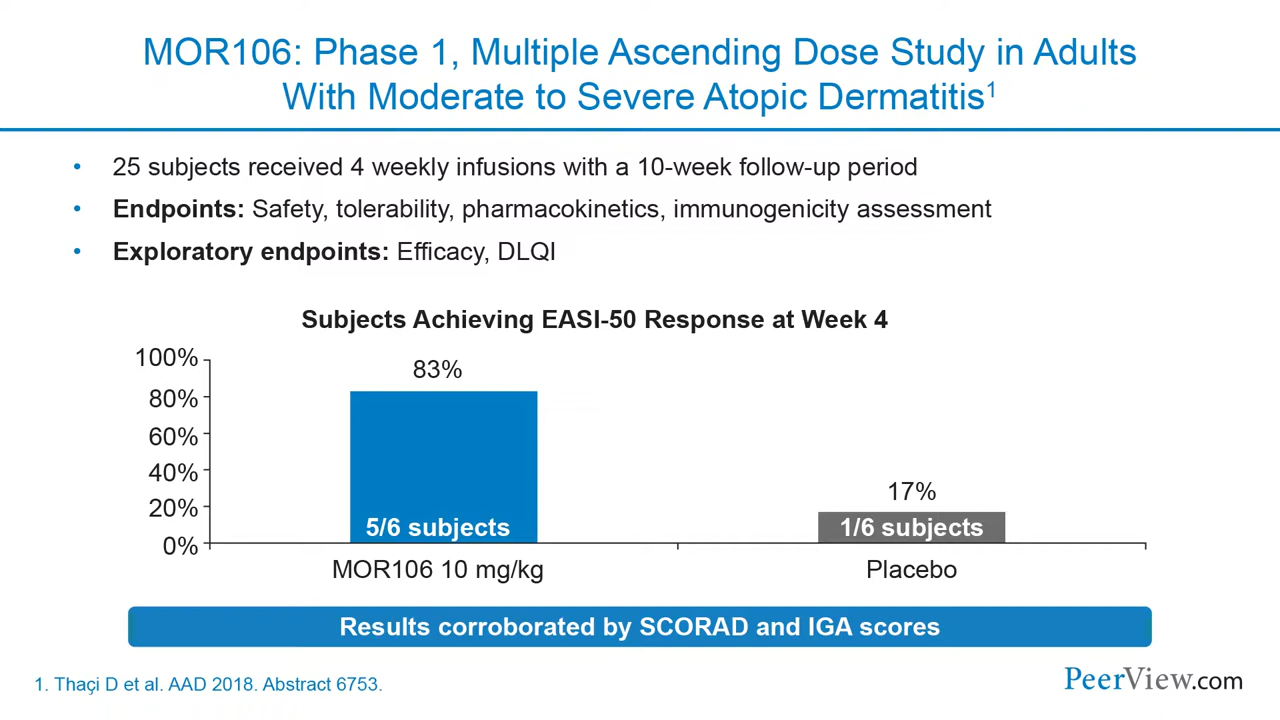 MOR106: Phase 1, Multiple Ascending Dose Study in Adults
With Moderate to Severe Atopic Dermatitis¹
• 25 subjects received 4 weekly infusions with a 10-week follow-up period
• Endpoints: Safety, tolerability, pharmacokinetics, immunogenicity assessment
• Exploratory endpoints: Efficacy, DLQI
Subjects Achieving EASI-50 Response at Week 4
100%
80%
60%
40%
20%
0%
83%
5/6 subjects
MOR106 10 mg/kg
17%
1/6 subjects
Placebo
Results corroborated by SCORAD and IGA scores
1. Thaçi D et al. AAD 2018. Abstract 6753.
PeerView.com